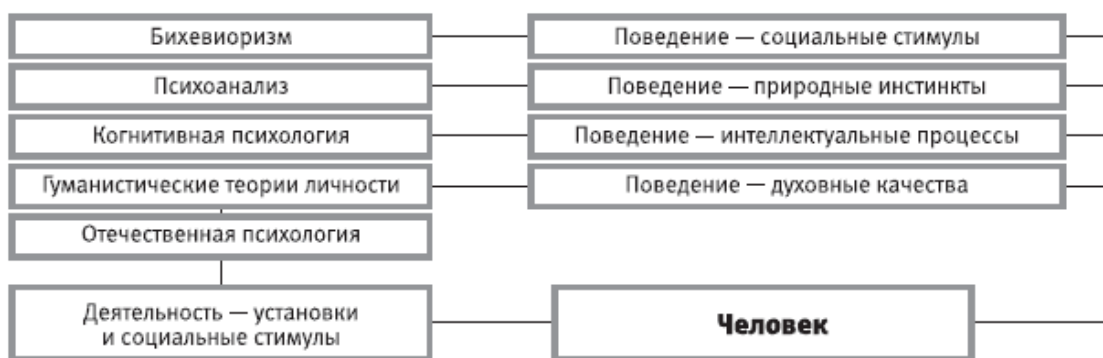 Бихевиоризм
Поведение — социальные стимулы
Психоанализ
Поведение — природные инстинкты
Когнитивная психология
Поведение — интеллектуальные процессы
Гуманистические теории личности
Поведение — духовные качества
Отечественная психология
Деятельность — установки
и социальные стимулы
Человек